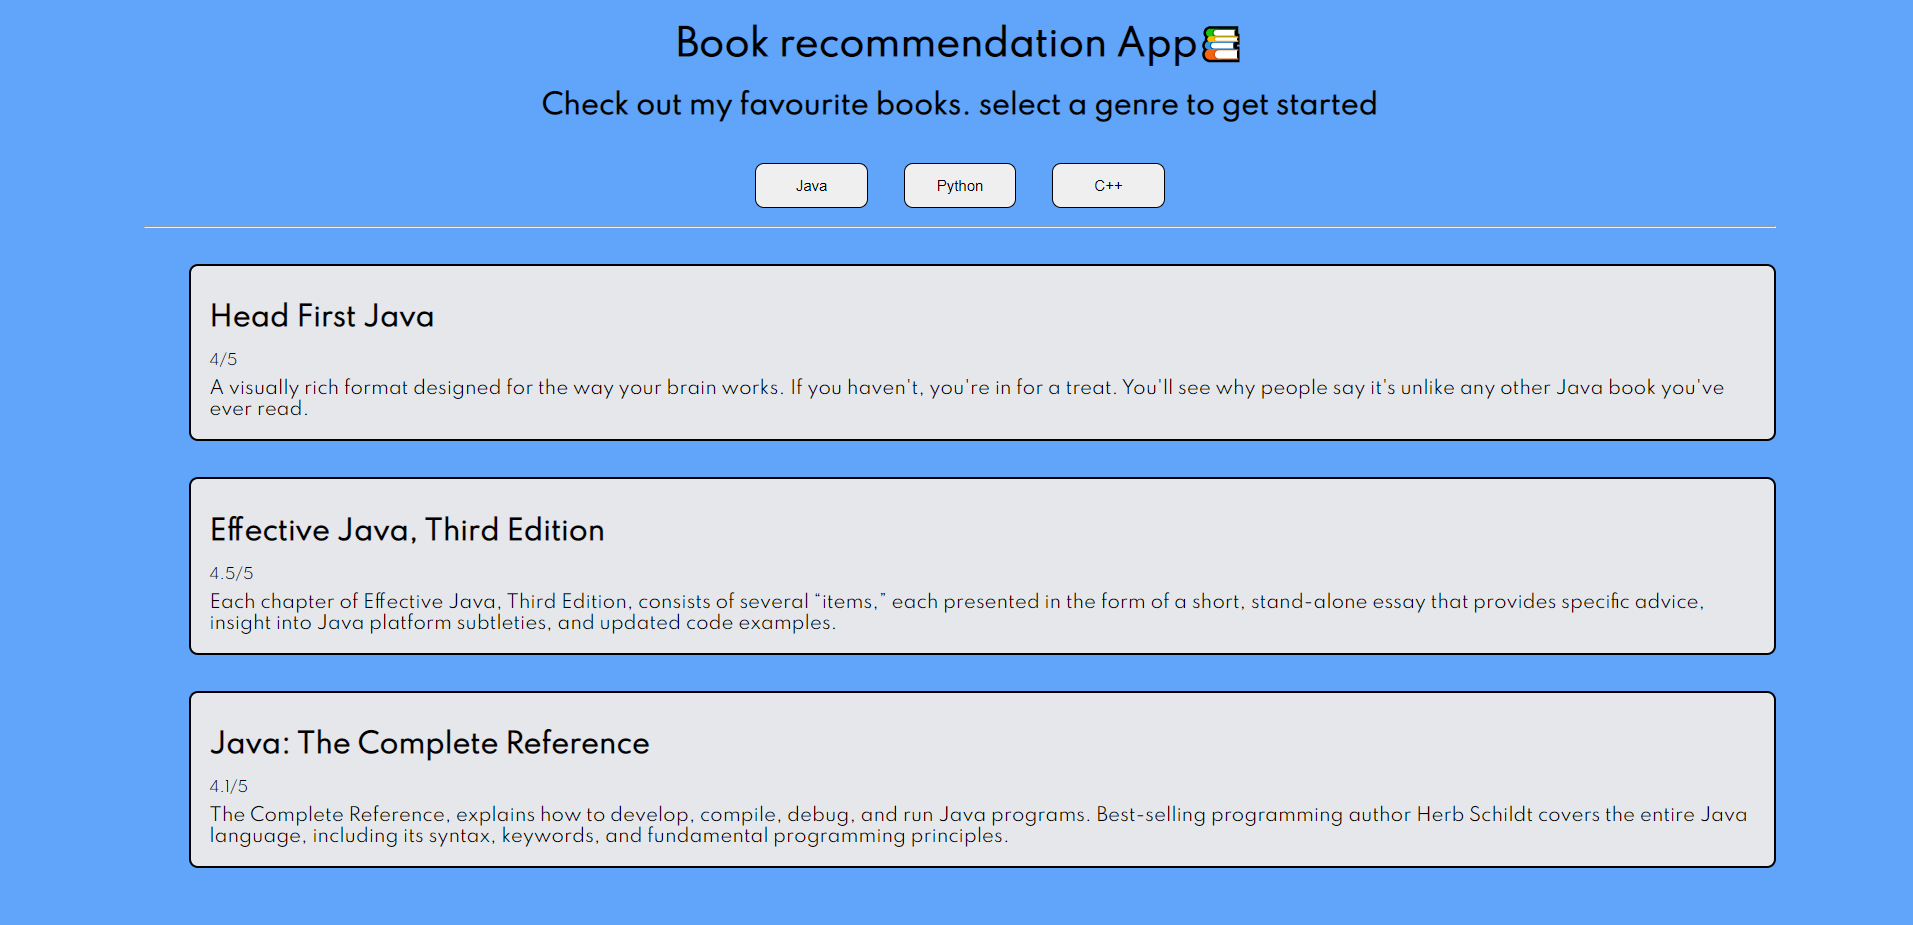 Book recommendation App📚
Check out my favourite books. select a genre to get started
Java Python C++
Head First Java
4/5
A visually rich format designed for the way your brain works. If you haven't, you're in for a treat. You'll see why people say it's unlike any other Java book you've
ever read.
Effective Java, Third Edition
4.5/5
Each chapter of Effective Java, Third Edition, consists of several “items,” each presented in the form of a short, stand-alone essay that provides specific advice,
insight into Java platform subtleties, and updated code examples.
Java: The Complete Reference
4.1/5
The Complete Reference, explains how to develop, compile, debug, and run Java programs. Best-selling programming author Herb Schildt covers the entire Java
language, including its syntax, keywords, and fundamental programming principles.